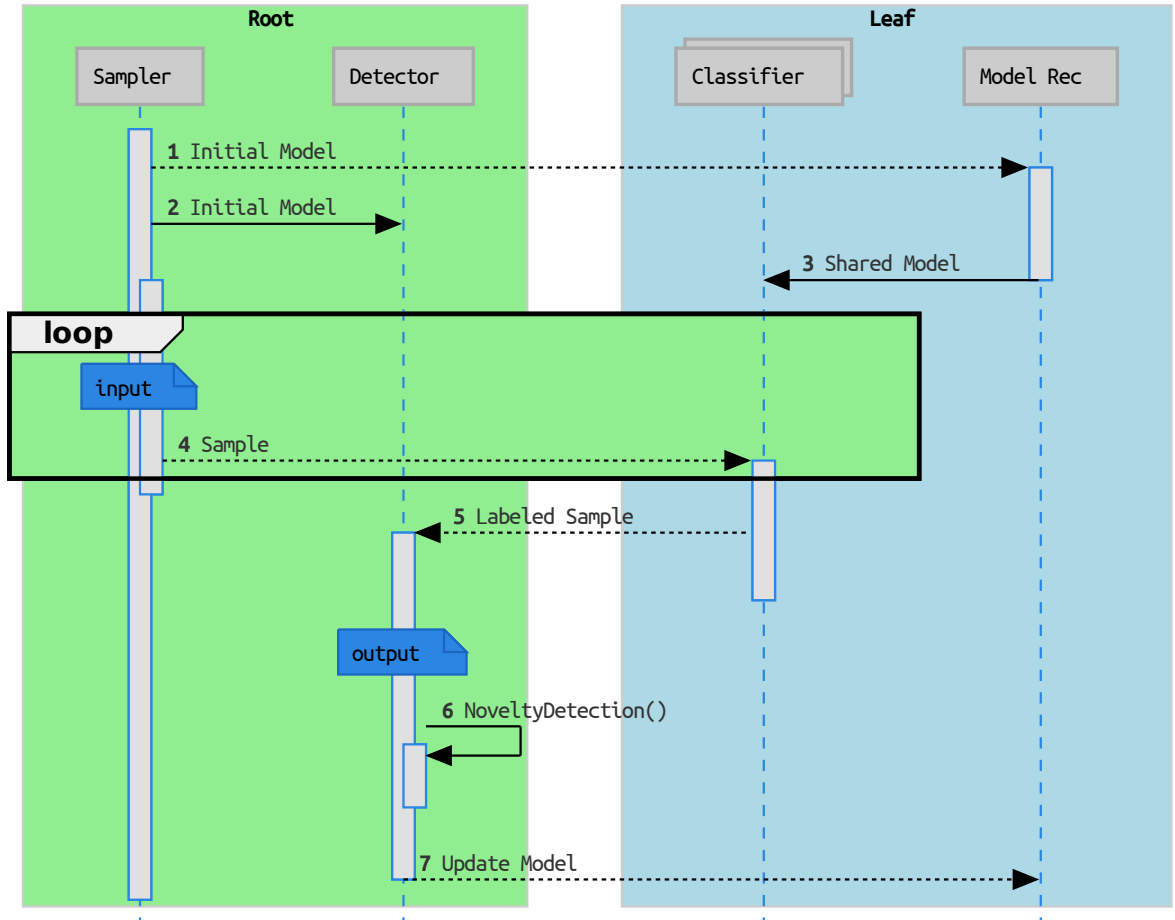 Root
Leaf
Sampler
Detector
Classifier
Model Rec
1 Initial Model
2 Initial Model
3 Shared Model
loop
input
4 Sample
5 Labeled Sample
output
6 NoveltyDetection()
7 Update Model